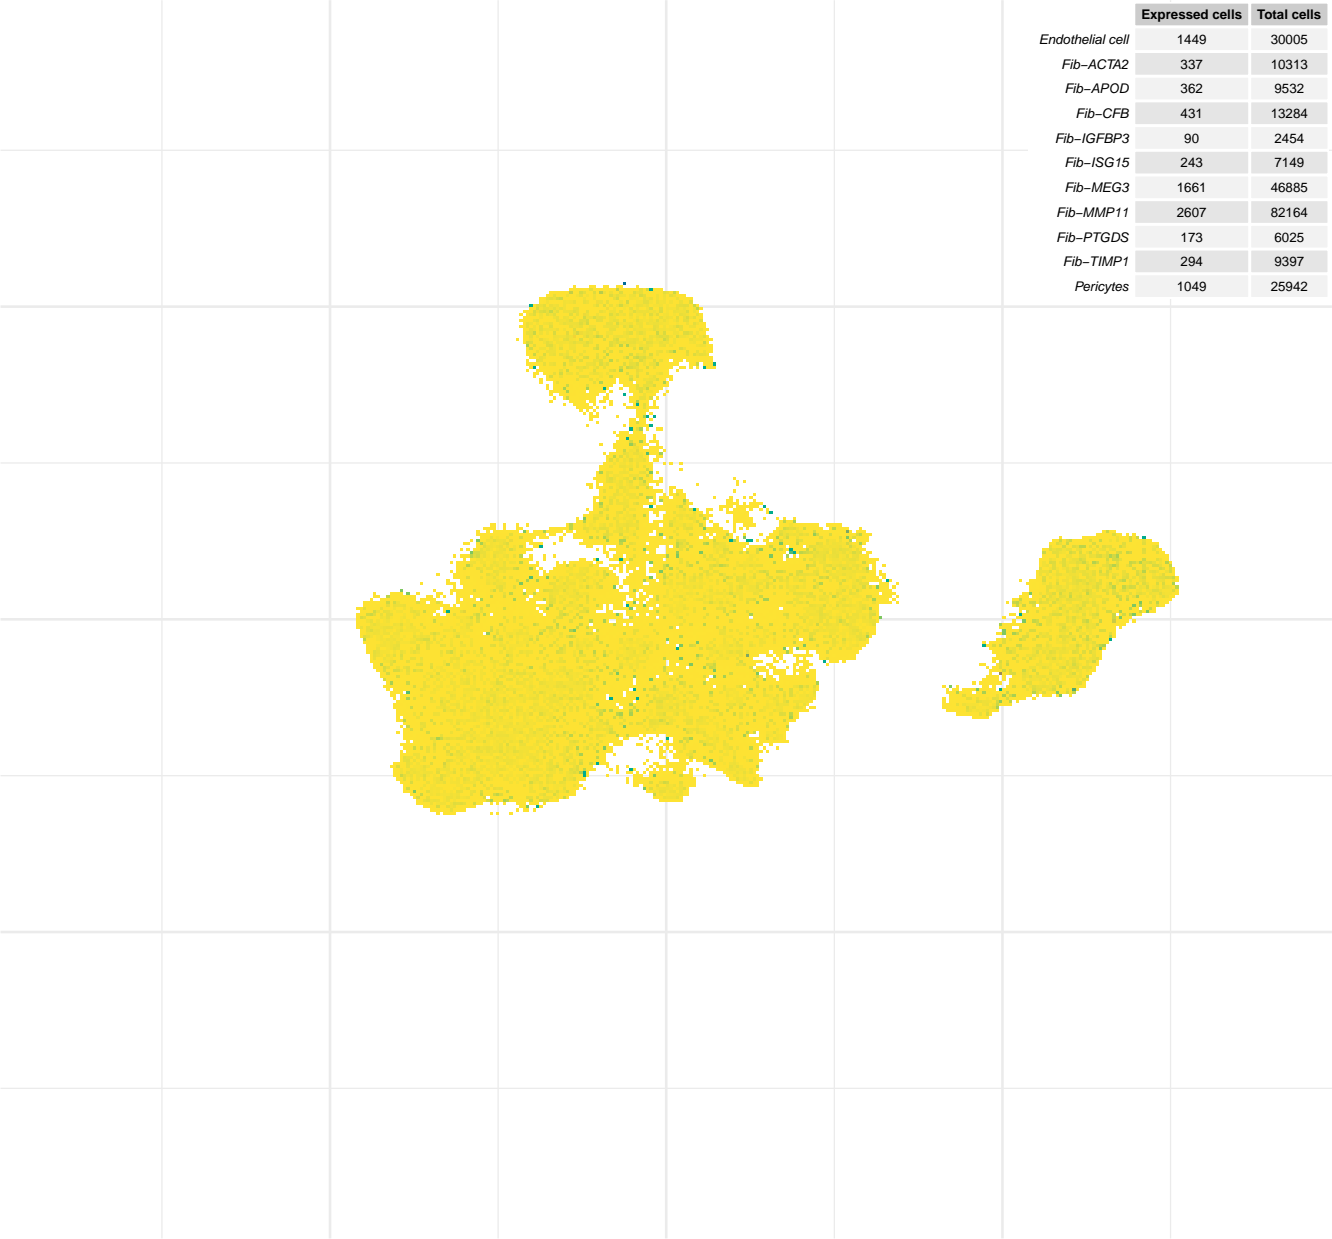 Expressed cells Total cells
Endothelial cell 1449 30005
Fib−ACTA2 337 10313
Fib−APOD 362 9532
Fib−CFB 431 13284
Fib−IGFBP3 90 2454
Fib−ISG15 243 7149
Fib−MEG3 1661 46885
Fib−MMP11 2607 82164
Fib−PTGDS 173 6025
Fib−TIMP1 294 9397
Pericytes 1049 25942